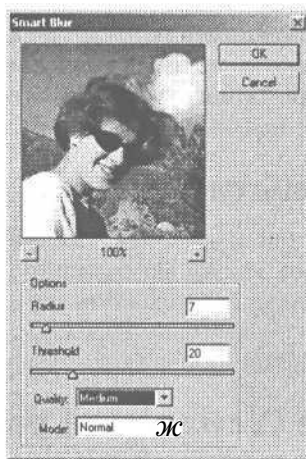 Smart Blur
OK
Cancel
- 100% +
Options
Radius 7
Threshold 20
Quality: Medium
Mode: Normal ж